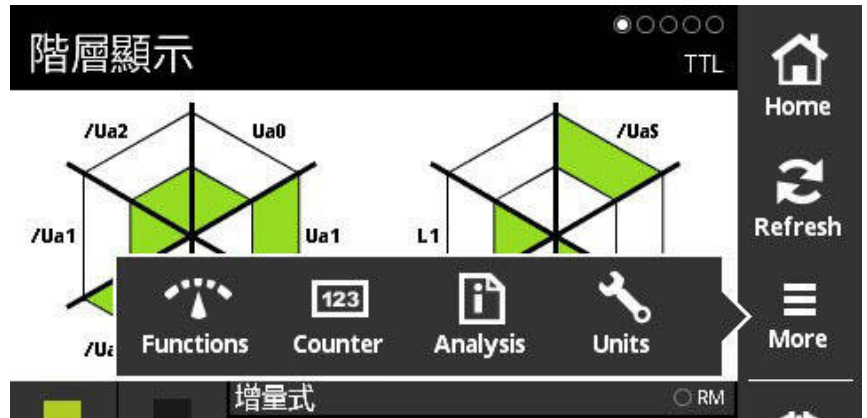 階層顯示
TTL
Home
/Ua2
Ua0
/UaS
Refresh
/Ua1
Ua1
L1
Functions
Counter
123
Analysis
Units
More
增量式
RM